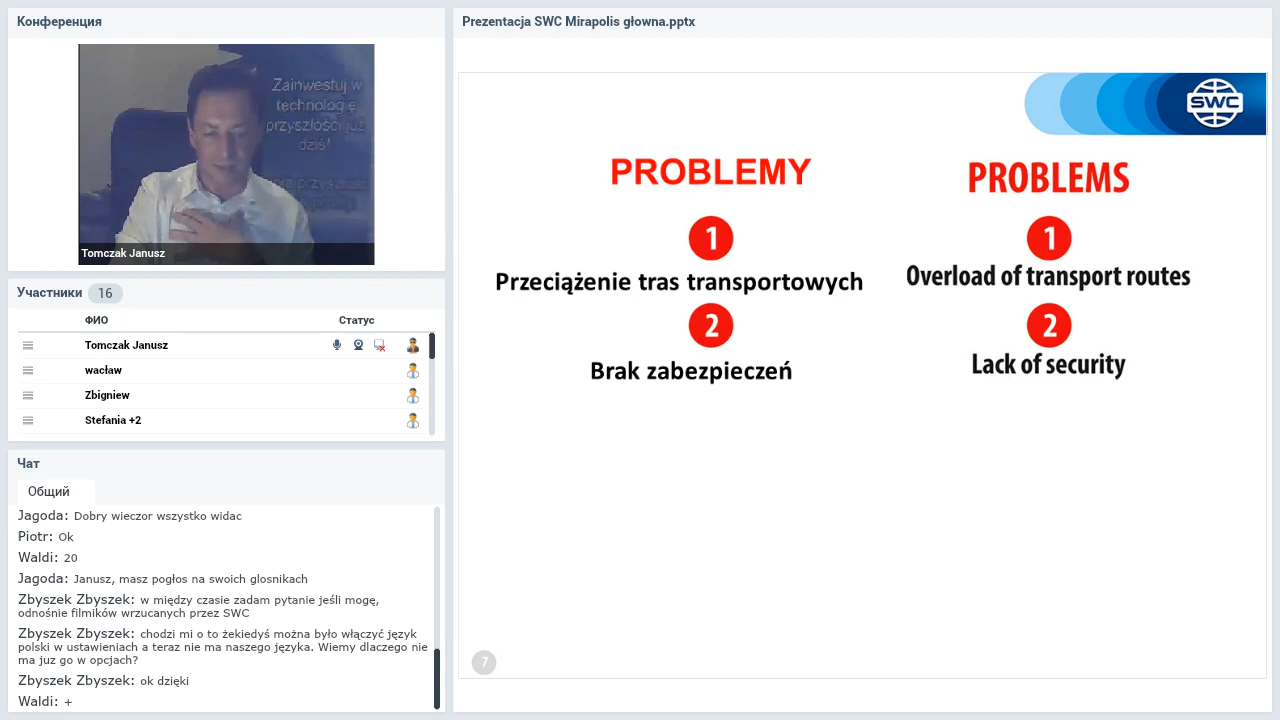 Конференция
Zainwestuj w
technologię
przyszłości już
dziś!
Tomczak Janusz
Участники 16
ФИО Статус
Tomczak Janusz
wacław
Zbigniew
Stefania +2
Чат
Общий
Jagoda: Dobry wieczor wszystko widac
Piotr: Ok
Waldi: 20
Jagoda: Janusz, masz pogłos na swoich glosnikach
Zbyszek Zbyszek: w między czasie zadam pytanie jeśli mogę,
odnośnie filmików wrzucanych przez SWC
Zbyszek Zbyszek: chodzi mi o to żekiedyś można było włączyć język
polski w ustawieniach a teraz nie ma naszego języka. Wiemy dlaczego nie
ma juz go w opcjach?
Zbyszek Zbyszek: ok dzięki
Waldi: +
Prezentacja SWC Mirapolis głowna.pptx
SWC
PROBLEMY
1
Przeciążenie tras transportowych
2
Brak zabezpieczeń
PROBLEMS
1
Overload of transport routes
2
Lack of security
7